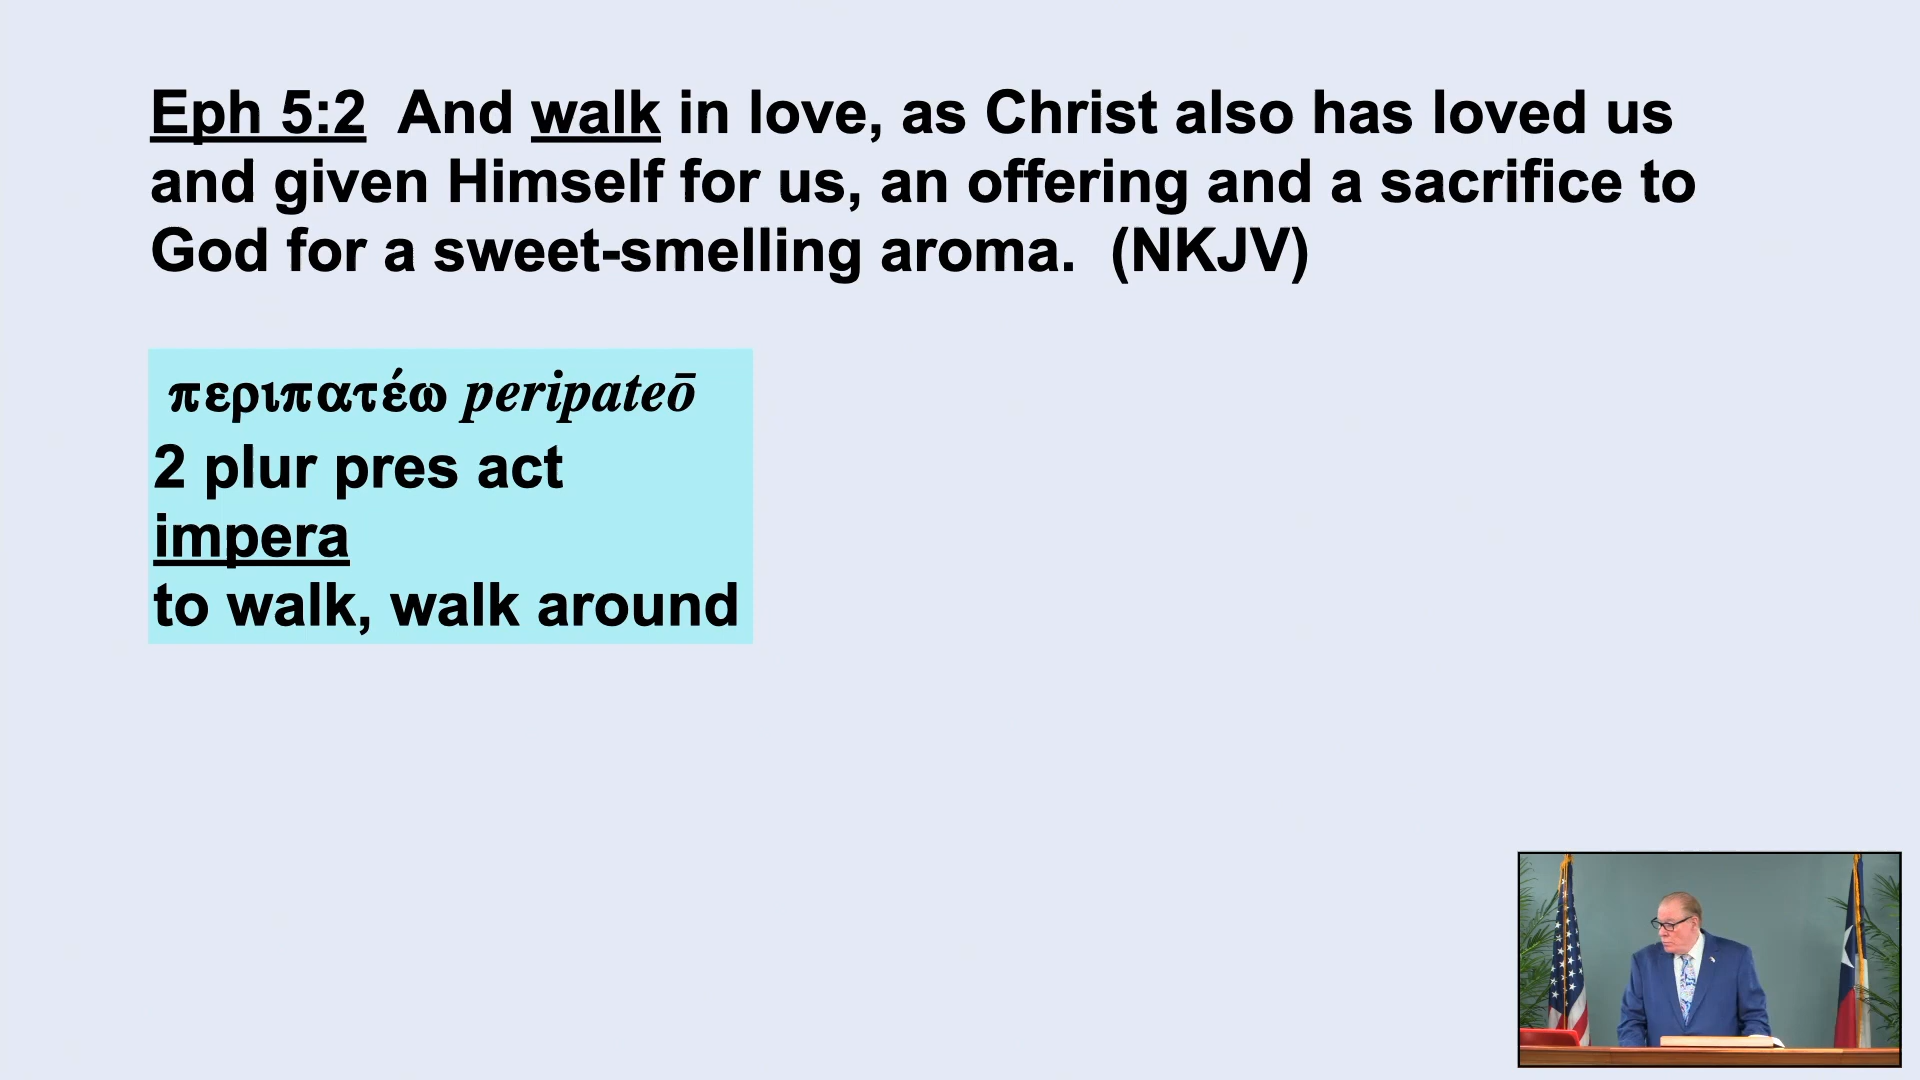 Eph 5:2 And walk in love, as Christ also has loved us
and given Himself for us, an offering and a sacrifice to
God for a sweet-smelling aroma. (NKJV)
περιπατέω peripateō
2 plur pres act
impera
to walk, walk around